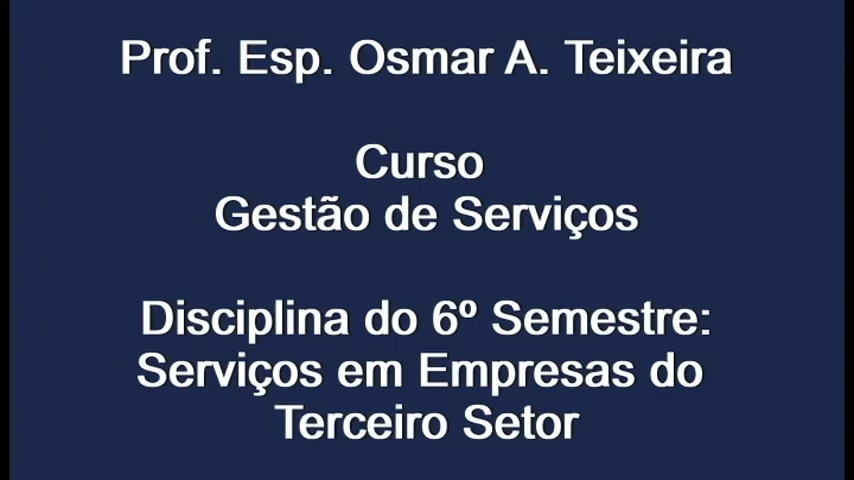 Prof. Esp. Osmar A. Teixeira
Curso
Gestão de Serviços
Disciplina do 6º Semestre:
Serviços em Empresas do
Terceiro Setor